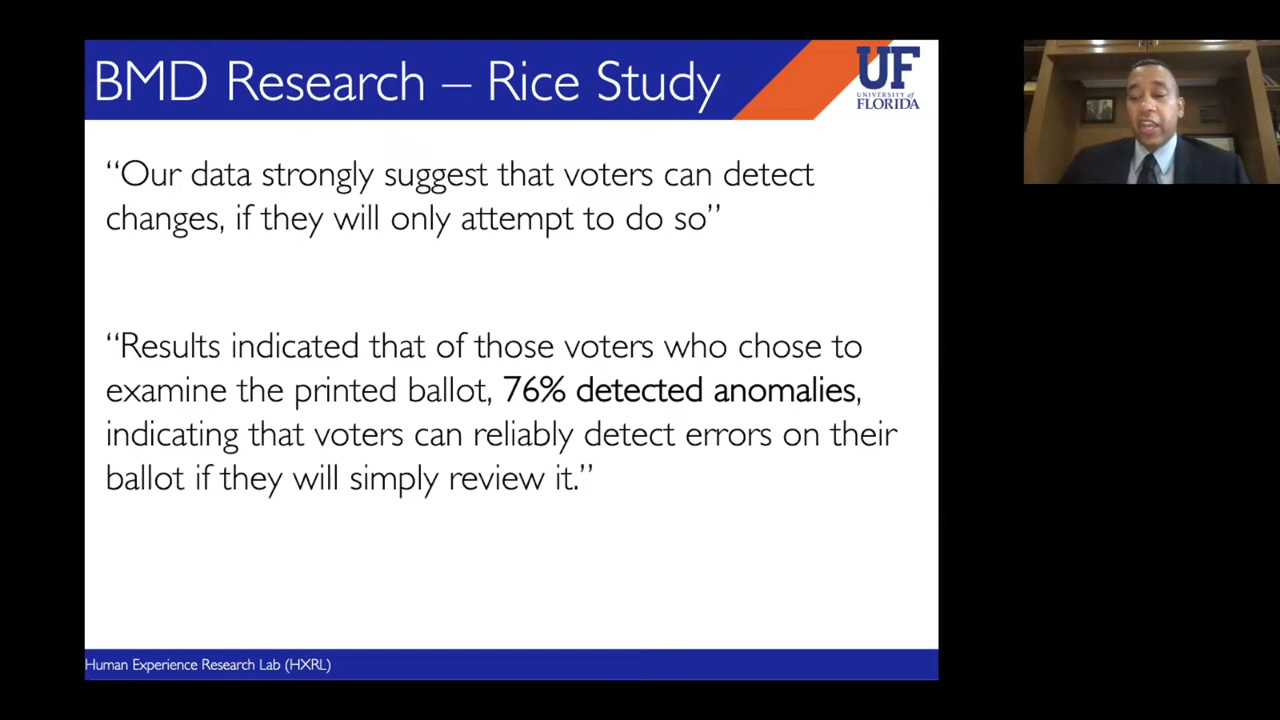 BMD Research – Rice Study
UF
UNIVERSITY of
FLORIDA
“Our data strongly suggest that voters can detect
changes, if they will only attempt to do so”
“Results indicated that of those voters who chose to
examine the printed ballot, 76% detected anomalies,
indicating that voters can reliably detect errors on their
ballot if they will simply review it.”
Human Experience Research Lab (HXRL)